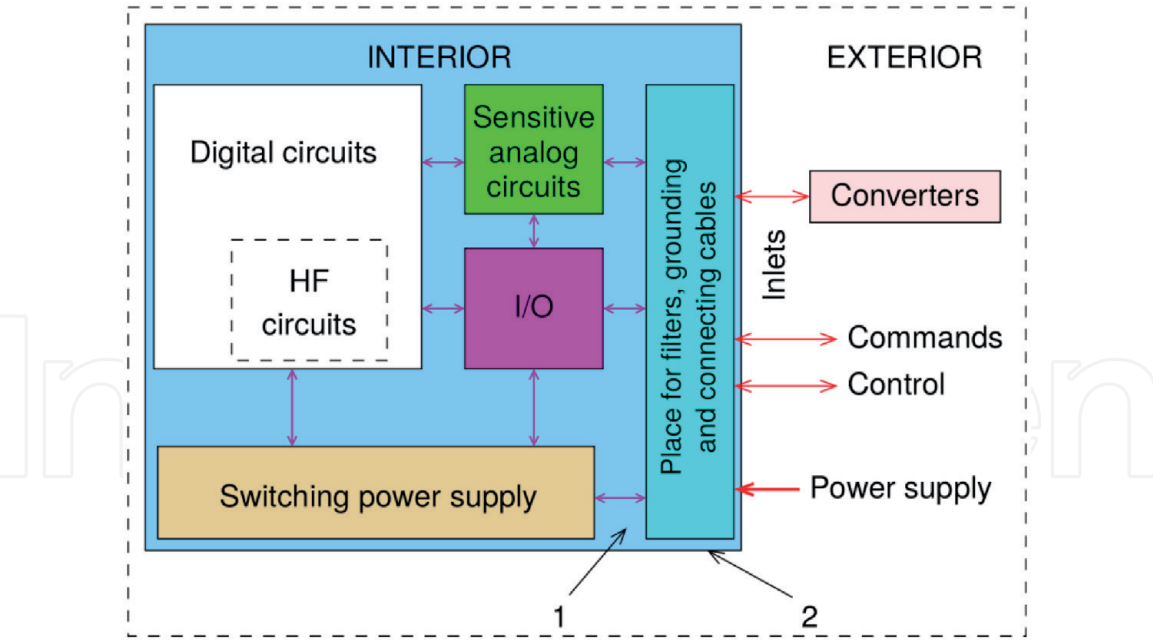 INTERIOR
EXTERIOR
Digital circuits
Sensitive
analog
circuits
HF
circuits
I/O
Switching power supply
Place for filters, grounding
and connecting cables
Inlets
Converters
Commands
Control
Power supply
1
2